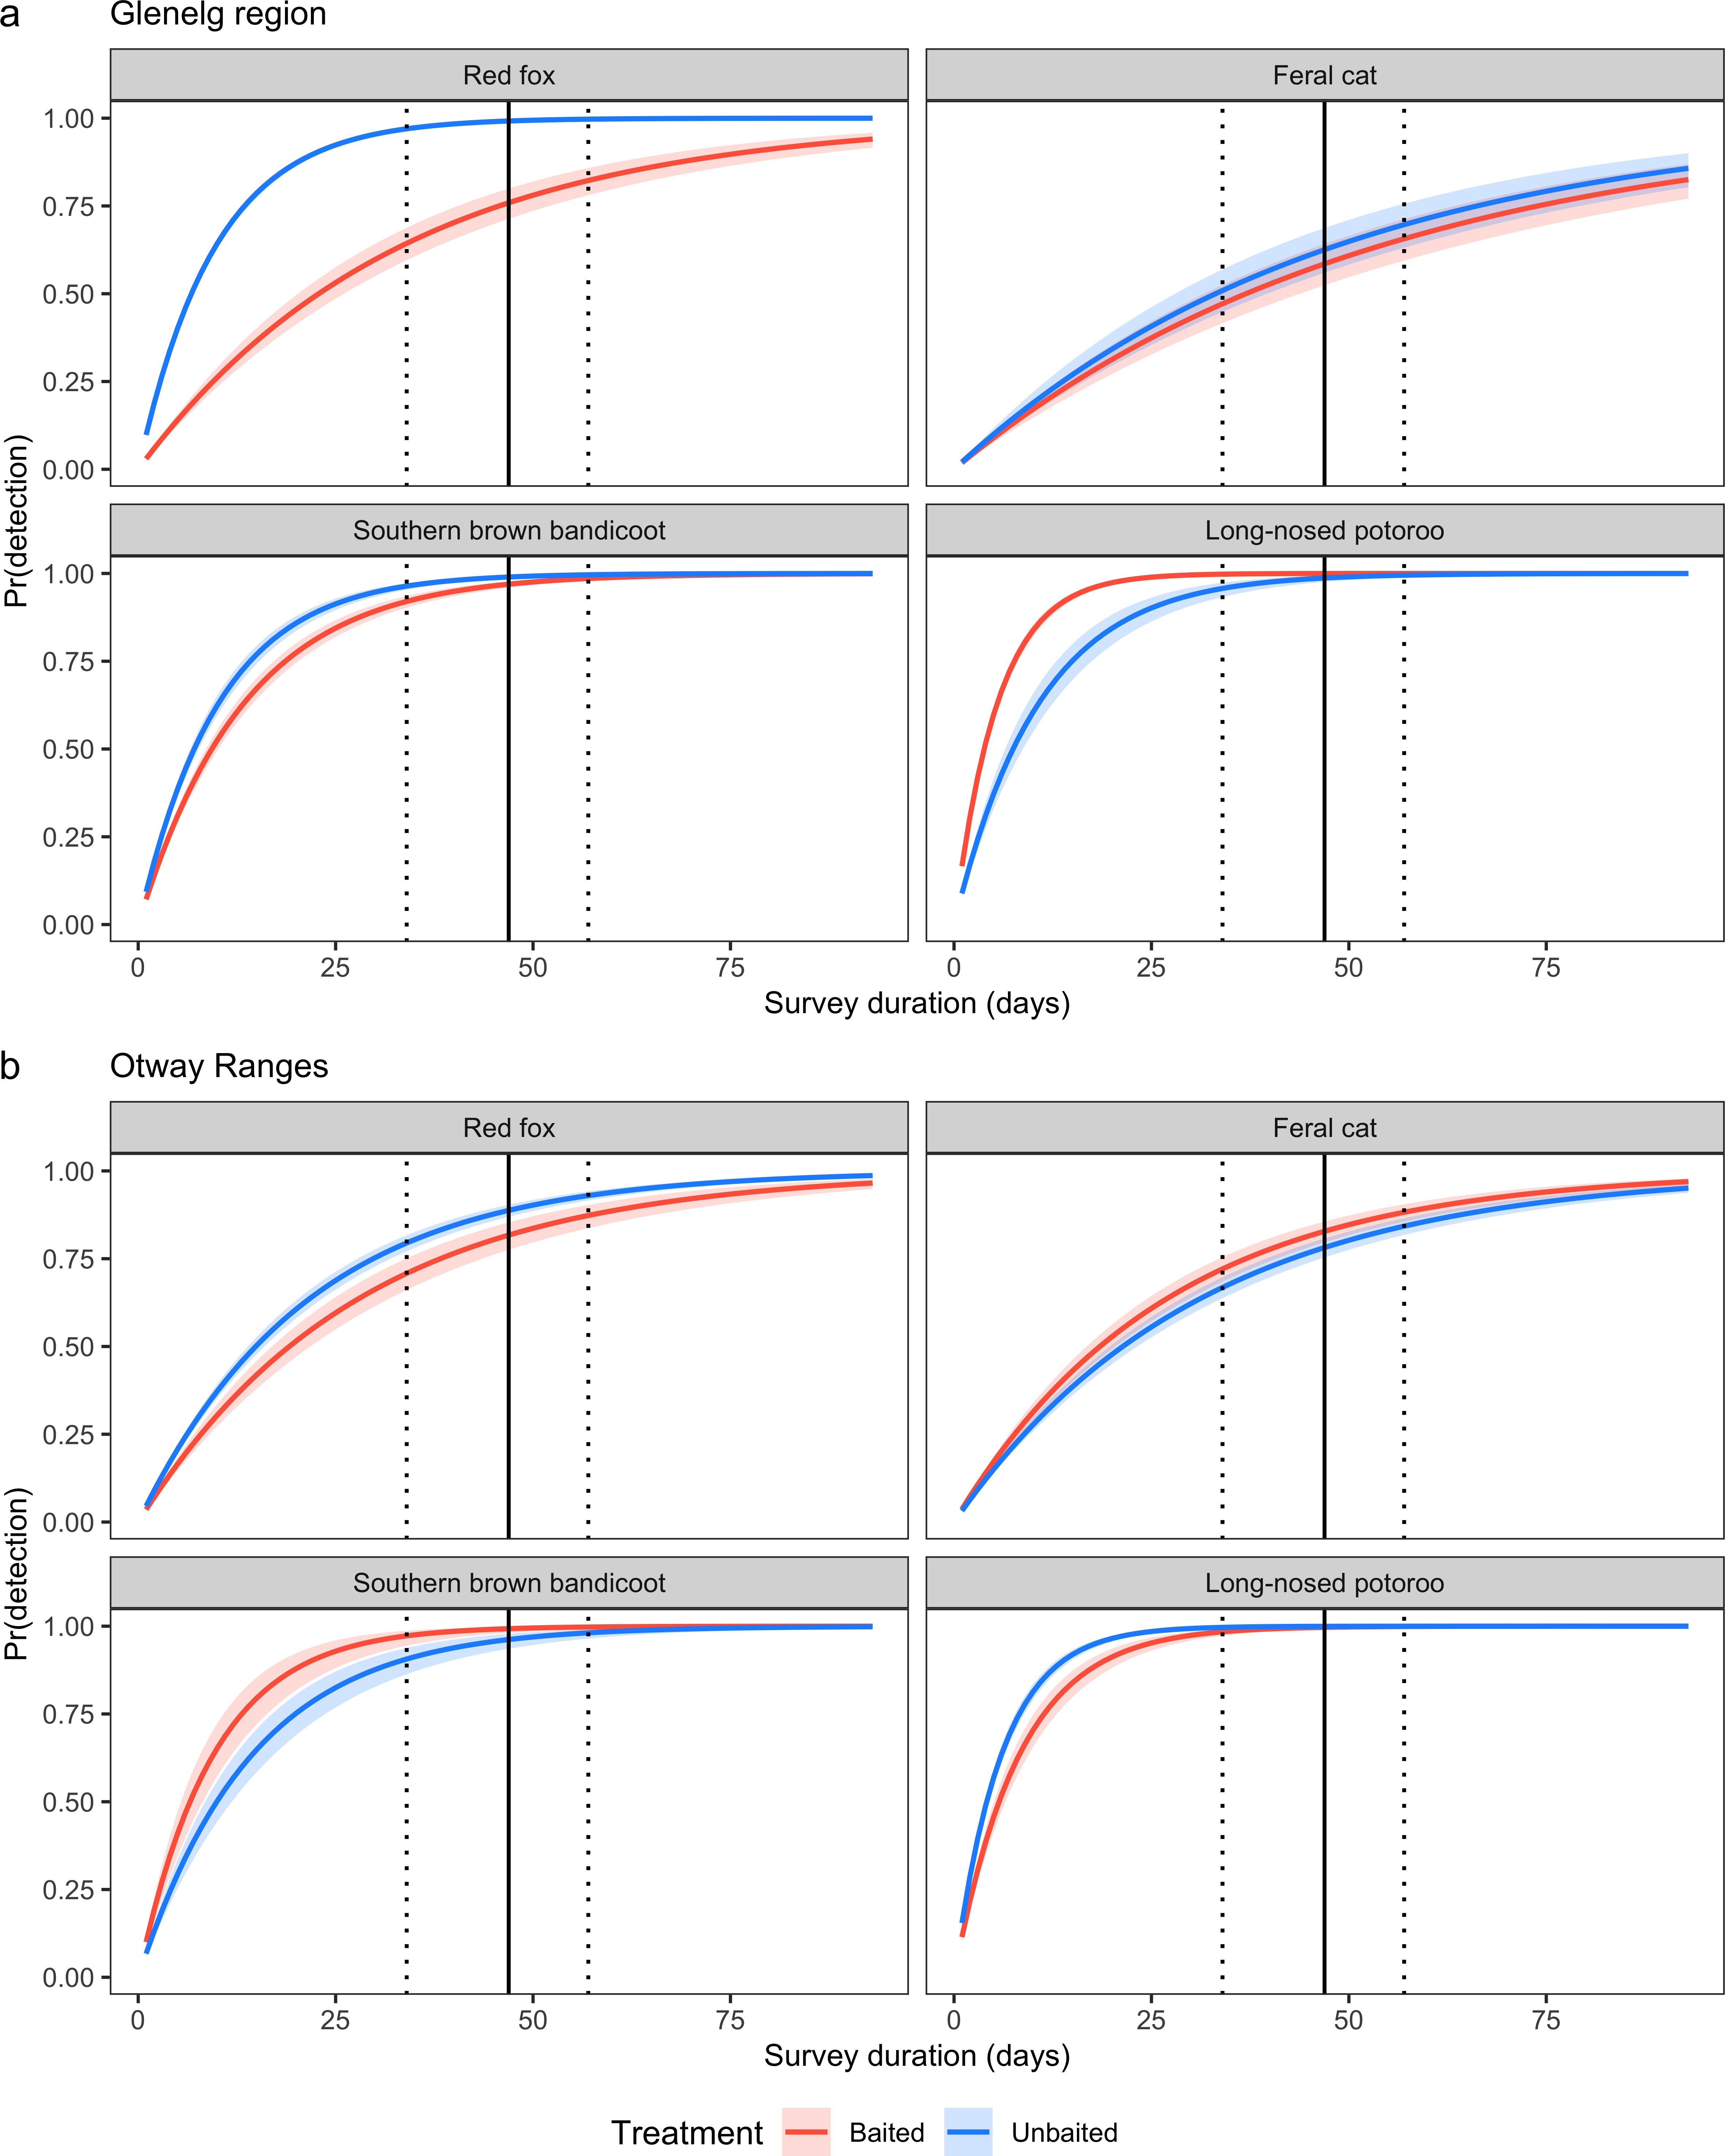 a Glenelg region
Red fox Feral cat
1.00
0.75
0.50
0.25
0.00
Southern brown bandicoot Long-nosed potoroo
1.00
0.75
0.50
0.25
0.00
Pr(detection)
0 25 50 75 0 25 50 75
Survey duration (days)
b Otway Ranges
Red fox Feral cat
1.00
0.75
0.50
0.25
0.00
Southern brown bandicoot Long-nosed potoroo
1.00
0.75
0.50
0.25
0.00
Pr(detection)
0 25 50 75 0 25 50 75
Survey duration (days)
Treatment Baited Unbaited